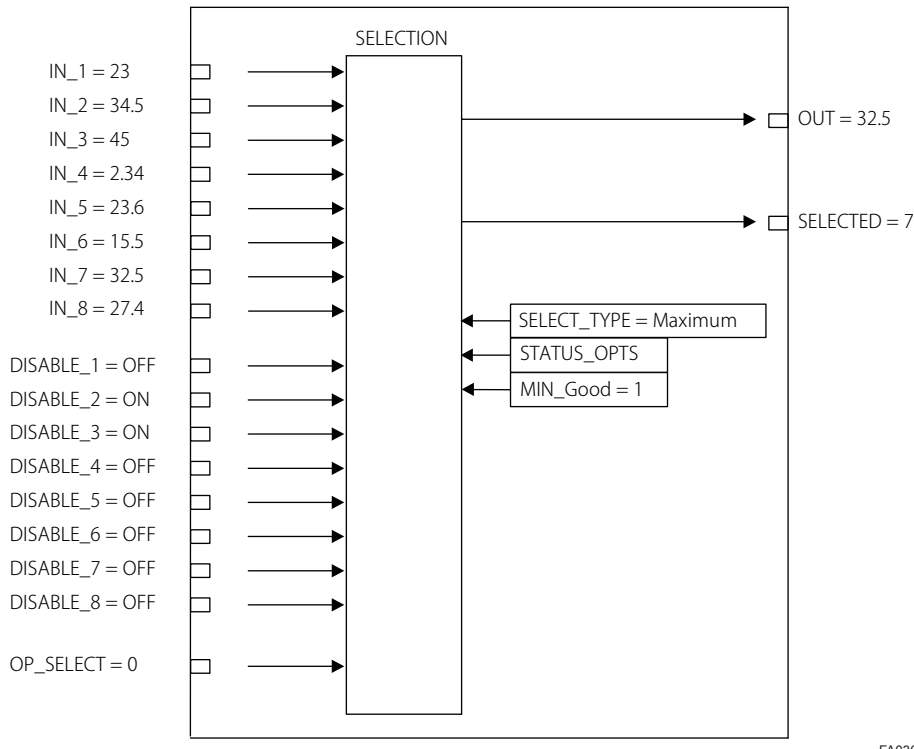 SELECTION
IN_1 = 23
IN_2 = 34.5
IN_3 = 45
IN_4 = 2.34
IN_5 = 23.6
IN_6 = 15.5
IN_7 = 32.5
IN_8 = 27.4
DISABLE_1 = OFF
DISABLE_2 = ON
DISABLE_3 = ON
DISABLE_4 = OFF
DISABLE_5 = OFF
DISABLE_6 = OFF
DISABLE_7 = OFF
DISABLE_8 = OFF
OP_SELECT = 0
OUT = 32.5
SELECTED = 7
SELECT_TYPE = Maximum
STATUS_OPTS
MIN_Good = 1